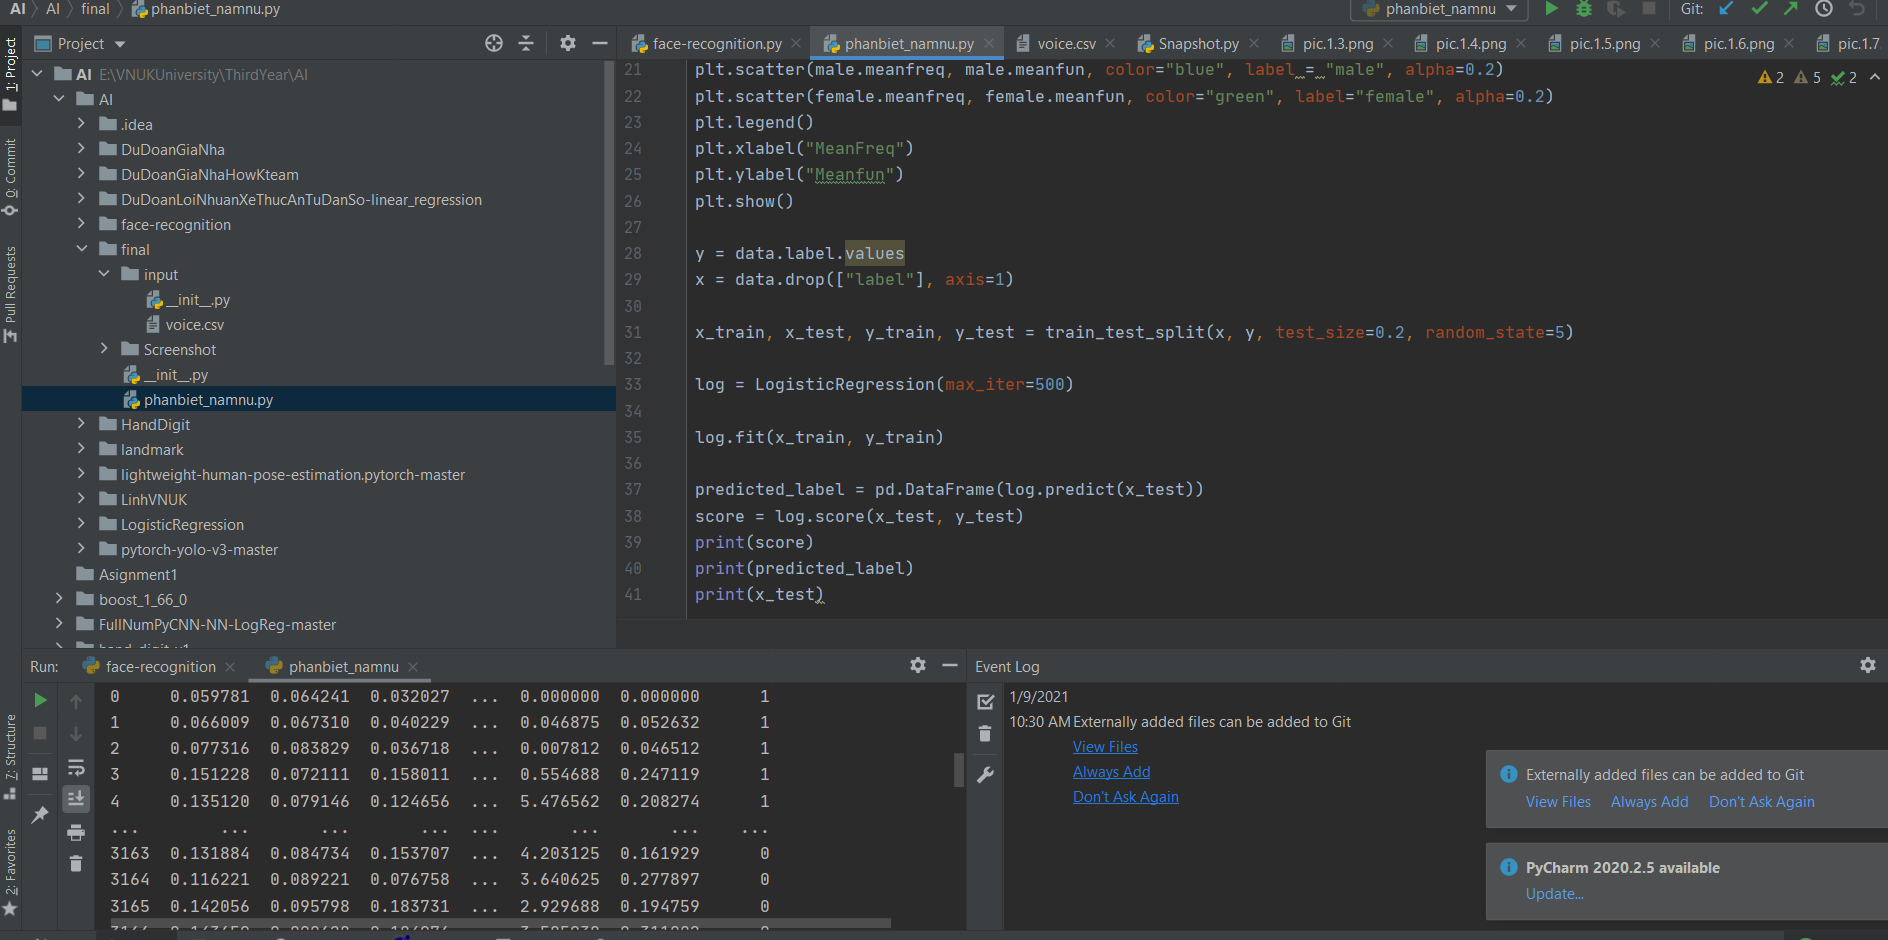 AI AI final phanbiet_namnu.py
phanbiet_namnu Git:
Project
face-recognition.py phanbiet_namnu.py voice.csv Snapshot.py pic.1.3.png pic.1.4.png pic.1.5.png pic.1.6.png pic.1.7
1: Project
0: Commit
Pull Requests
7: Structure
2: Favorites
AI E:\VNUKUniversity\ThirdYear\AI
AI
.idea
DuDoanGiaNha
DuDoanGiaNhaHowKteam
DuDoanLoiNhuanXeThucAnTuDanSo-linear_regression
face-recognition
final
input
__init__.py
voice.csv
Screenshot
__init__.py
phanbiet_namnu.py
HandDigit
landmark
lightweight-human-pose-estimation.pytorch-master
LinhVNUK
LogisticRegression
pytorch-yolo-v3-master
Asignment1
boost_1_66_0
FullNumPyCNN-NN-LogReg-master
2 5 2
21 plt.scatter(male.meanfreq, male.meanfun, color="blue", label = "male", alpha=0.2)
22 plt.scatter(female.meanfreq, female.meanfun, color="green", label="female", alpha=0.2)
23 plt.legend()
24 plt.xlabel("MeanFreq")
25 plt.ylabel("Meanfun")
26 plt.show()
27
28 y = data.label.values
29 x = data.drop(["label"], axis=1)
30
31 x_train, x_test, y_train, y_test = train_test_split(x, y, test_size=0.2, random_state=5)
32
33 log = LogisticRegression(max_iter=500)
34
35 log.fit(x_train, y_train)
36
37 predicted_label = pd.DataFrame(log.predict(x_test))
38 score = log.score(x_test, y_test)
39 print(score)
40 print(predicted_label)
41 print(x_test)
Run: face-recognition phanbiet_namnu
0 0.059781 0.064241 0.032027 ... 0.000000 0.000000 1
1 0.066009 0.067310 0.040229 ... 0.046875 0.052632 1
2 0.077316 0.083829 0.036718 ... 0.007812 0.046512 1
3 0.151228 0.072111 0.158011 ... 0.554688 0.247119 1
4 0.135120 0.079146 0.124656 ... 5.476562 0.208274 1
... ... ... ... ... ... ... ...
3163 0.131884 0.084734 0.153707 ... 4.203125 0.161929 0
3164 0.116221 0.089221 0.076758 ... 3.640625 0.277897 0
3165 0.142056 0.095798 0.183731 ... 2.929688 0.194759 0
Event Log
1/9/2021
10:30 AM Externally added files can be added to Git
View Files
Always Add
Don't Ask Again
Externally added files can be added to Git
View Files Always Add Don't Ask Again
PyCharm 2020.2.5 available
Update...